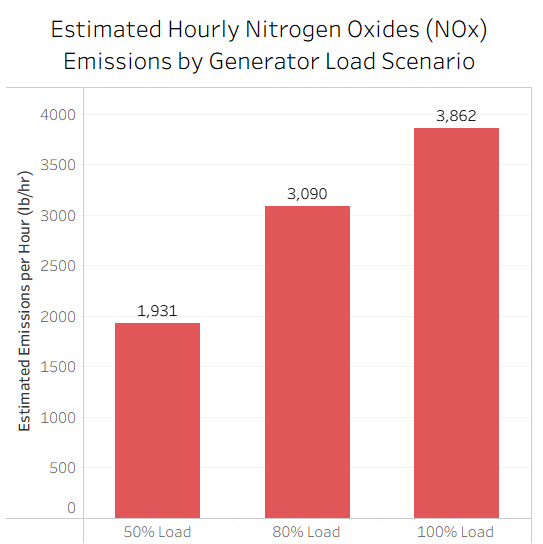 Estimated Hourly Nitrogen Oxides (NOx)
Emissions by Generator Load Scenario
Estimated Emissions per Hour (lb/hr)
4000
3500
3000
2500
2000
1500
1000
500
0
1,931
3,090
3,862
50% Load
80% Load
100% Load